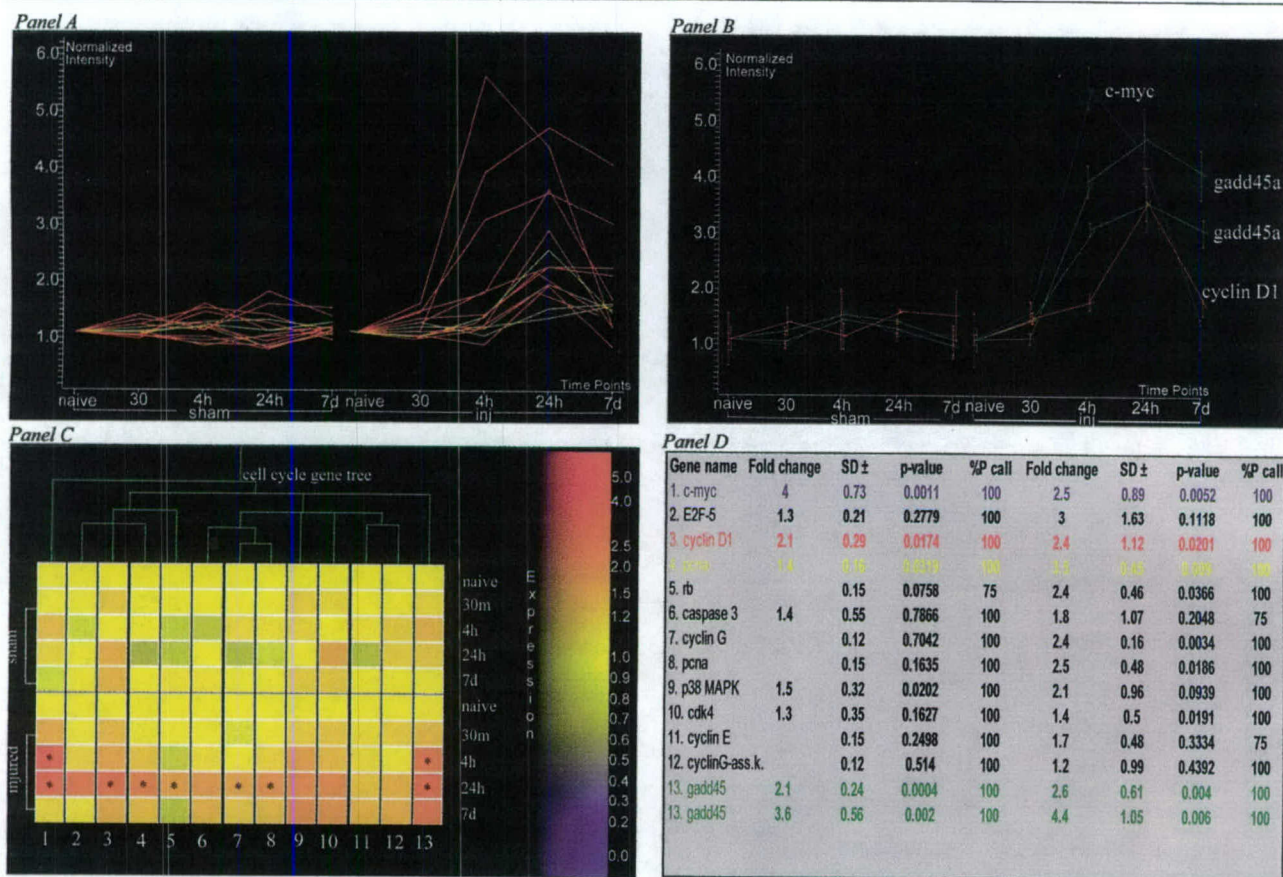 Panel A
Normalized
Intensity
6.0
5.0
4.0
3.0
2.0
1.0
Time Points
naive 30 4h 24h 7d naive 30 4h 24h 7d
sham inj
Panel B
Normalized
Intensity
6.0
5.0
4.0
3.0
2.0
1.0
c-myc
gadd45a
gadd45a
cyclin D1
Time Points
naive 30 4h 24h 7d naive 30 4h 24h 7d
sham inj
Panel C
cell cycle gene tree
naive
30m
4h
24h
7d
naive
30m
4h
24h
7d
sham
injured
* *
* * * * * * *
1 2 3 4 5 6 7 8 9 10 11 12 13
Expression
5.0
4.0
2.5
2.0
1.5
1.2
1.0
0.9
0.8
0.7
0.6
0.5
0.4
0.3
0.2
0.0
Panel D
Gene name Fold change SD ± p-value %P call Fold change SD ± p-value %P call
1. c-myc 4 0.73 0.0011 100 2.5 0.89 0.0052 100
2. E2F-5 1.3 0.21 0.2779 100 3 1.63 0.1118 100
3. cyclin D1 2.1 0.29 0.0174 100 2.4 1.12 0.0201 100
100 100
5. rb 0.15 0.0758 75 2.4 0.46 0.0366 100
6. caspase 3 1.4 0.55 0.7866 100 1.8 1.07 0.2048 75
7. cyclin G 0.12 0.7042 100 2.4 0.16 0.0034 100
8. pcna 0.15 0.1635 100 2.5 0.48 0.0186 100
9. p38 MAPK 1.5 0.32 0.0202 100 2.1 0.96 0.0939 100
10. cdk4 1.3 0.35 0.1627 100 1.4 0.5 0.0191 100
11. cyclin E 0.15 0.2498 100 1.7 0.48 0.3334 75
12. cyclinG-ass.k. 0.12 0.514 100 1.2 0.99 0.4392 100
13. gadd45 2.1 0.24 0.0004 100 2.6 0.61 0.004 100
13. gadd45 3.6 0.56 0.002 100 4.4 1.05 0.006 100